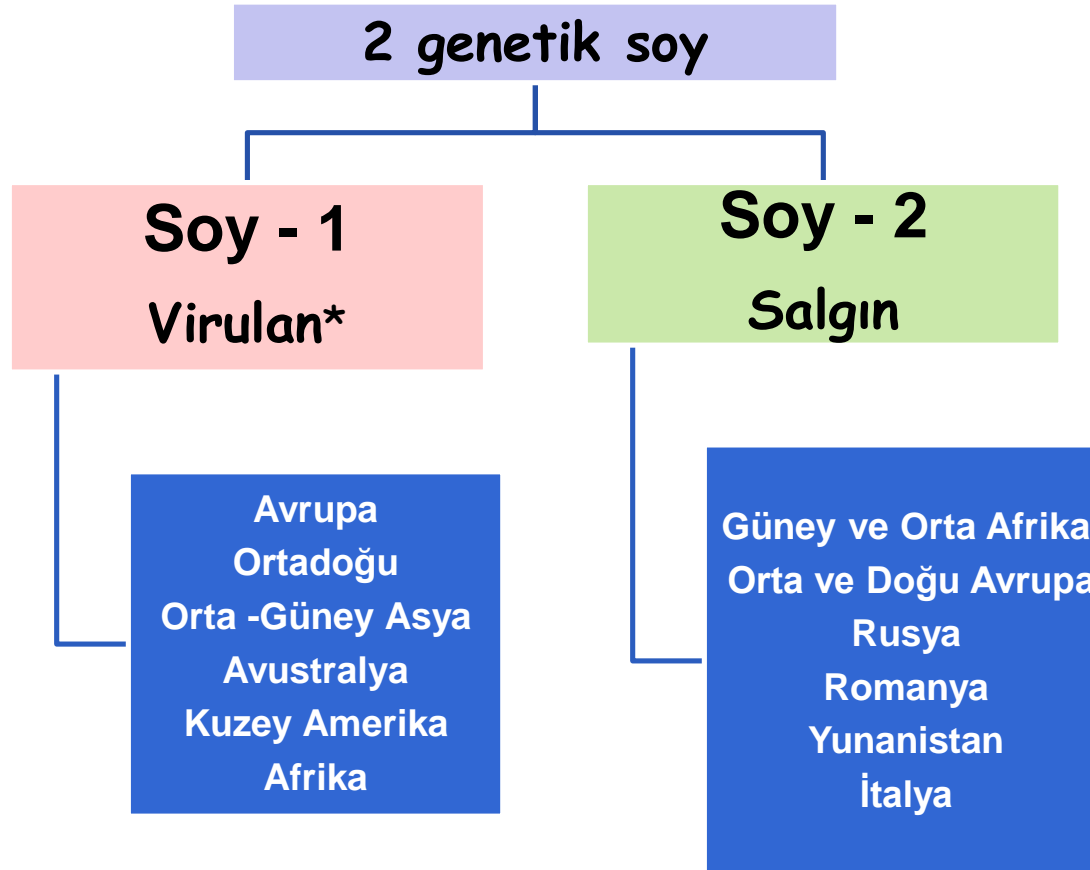 2 genetik soy
Soy - 1
Virulan*
Avrupa
Ortadoğu
Orta -Güney Asya
Avustralya
Kuzey Amerika
Afrika
Soy - 2
Salgın
Güney ve Orta Afrika
Orta ve Doğu Avrupa
Rusya
Romanya
Yunanistan
İtalya